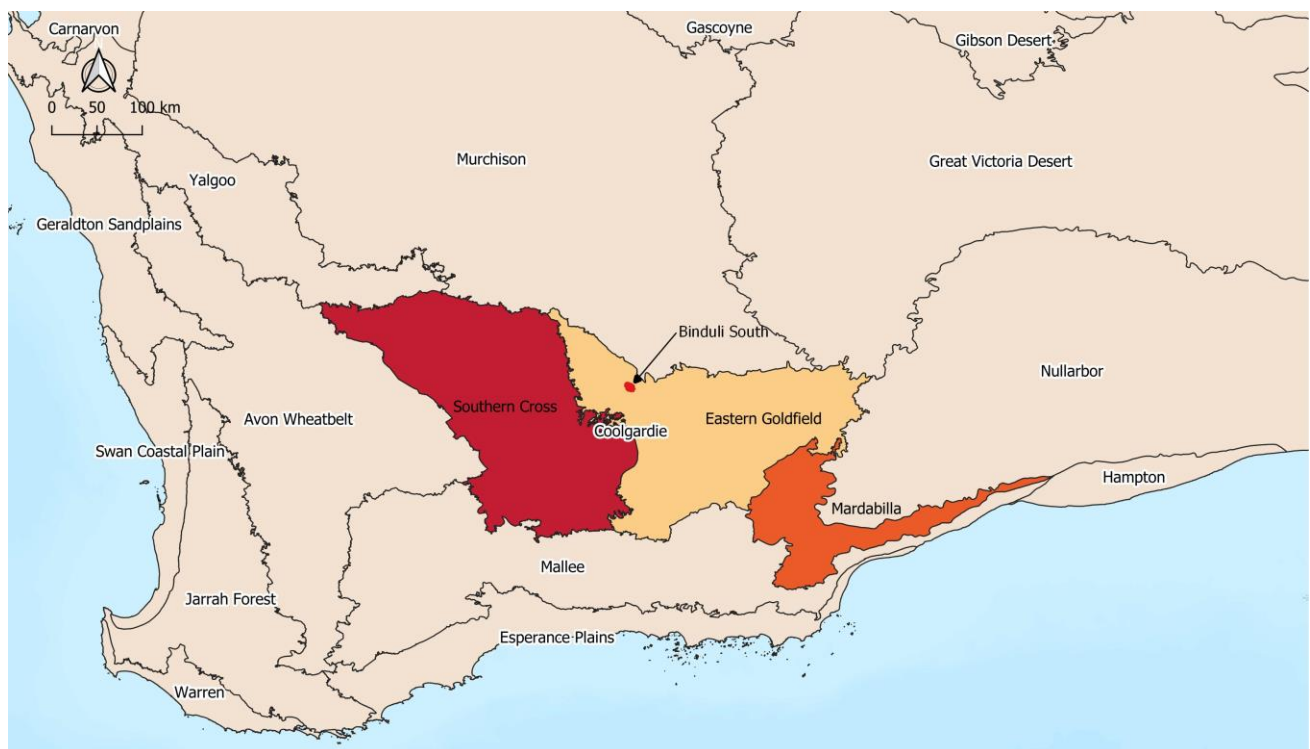 Carnarvon
Gascoyne
Gibson Desert
0 50 100 km
Murchison
Great Victoria Desert
Yalgoo
Geraldton Sandplains
Binduli South
Nullarbor
Southern Cross
Avon Wheatbelt
Eastern Goldfield
Coolgardie
Swan Coastal Plain
Hampton
Mardabilla
Mallee
Jarrah Forest
Esperance Plains
Warren